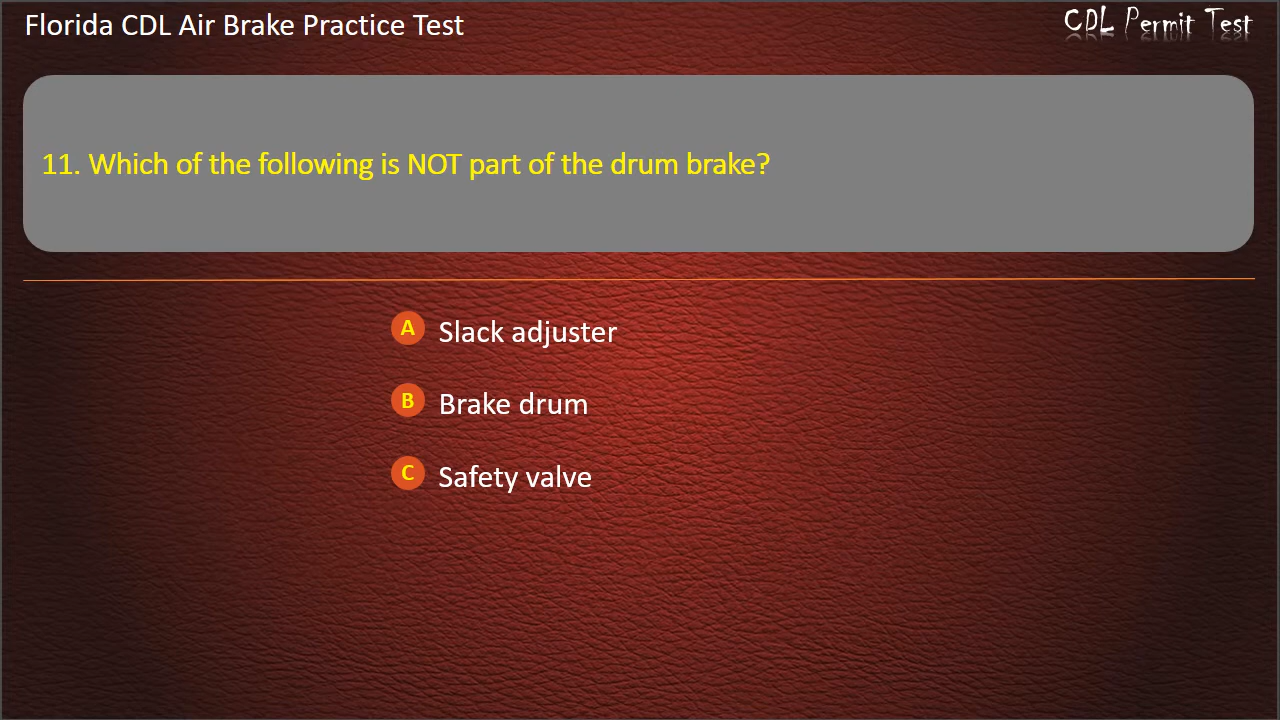 Florida CDL Air Brake Practice Test
CDL Permit Test
11. Which of the following is NOT part of the drum brake?
A Slack adjuster
B Brake drum
C Safety valve